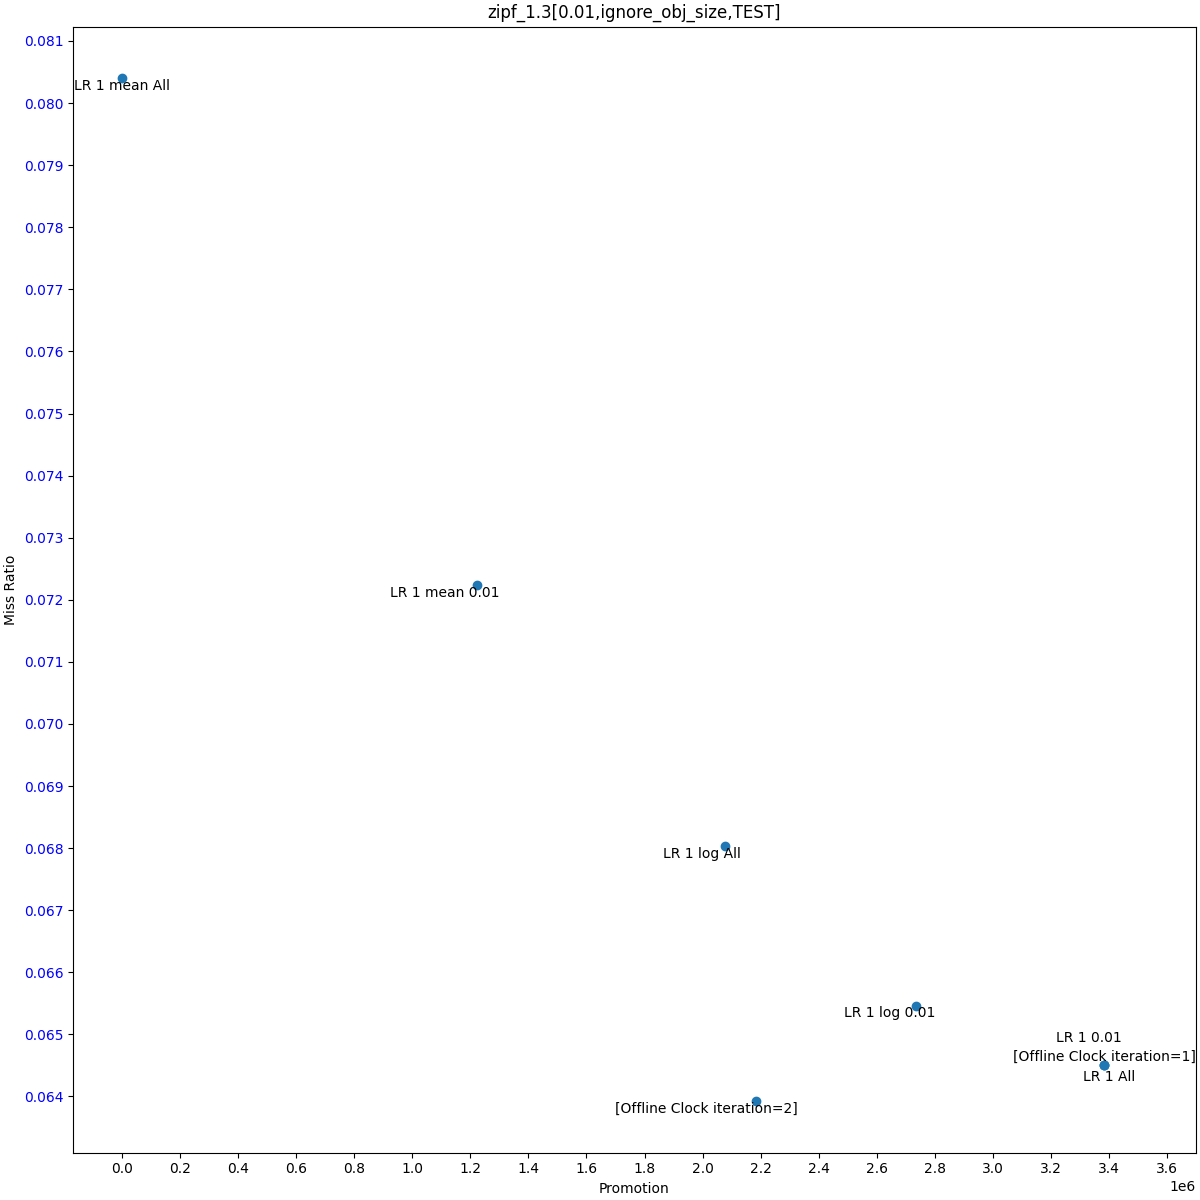 zipf_1.3[0.01,ignore_obj_size,TEST]
0.081
LR 1 mean All
0.080
0.079
0.078
0.077
0.076
0.075
0.074
0.073
Miss Ratio
LR 1 mean 0.01
0.072
0.071
0.070
0.069
0.068
LR 1 log All
0.067
0.066
LR 1 log 0.01
0.065
LR 1 0.01
[Offline Clock iteration=1]
LR 1 All
0.064
[Offline Clock iteration=2]
0.0 0.2 0.4 0.6 0.8 1.0 1.2 1.4 1.6 1.8 2.0 2.2 2.4 2.6 2.8 3.0 3.2 3.4 3.6
1e6
Promotion